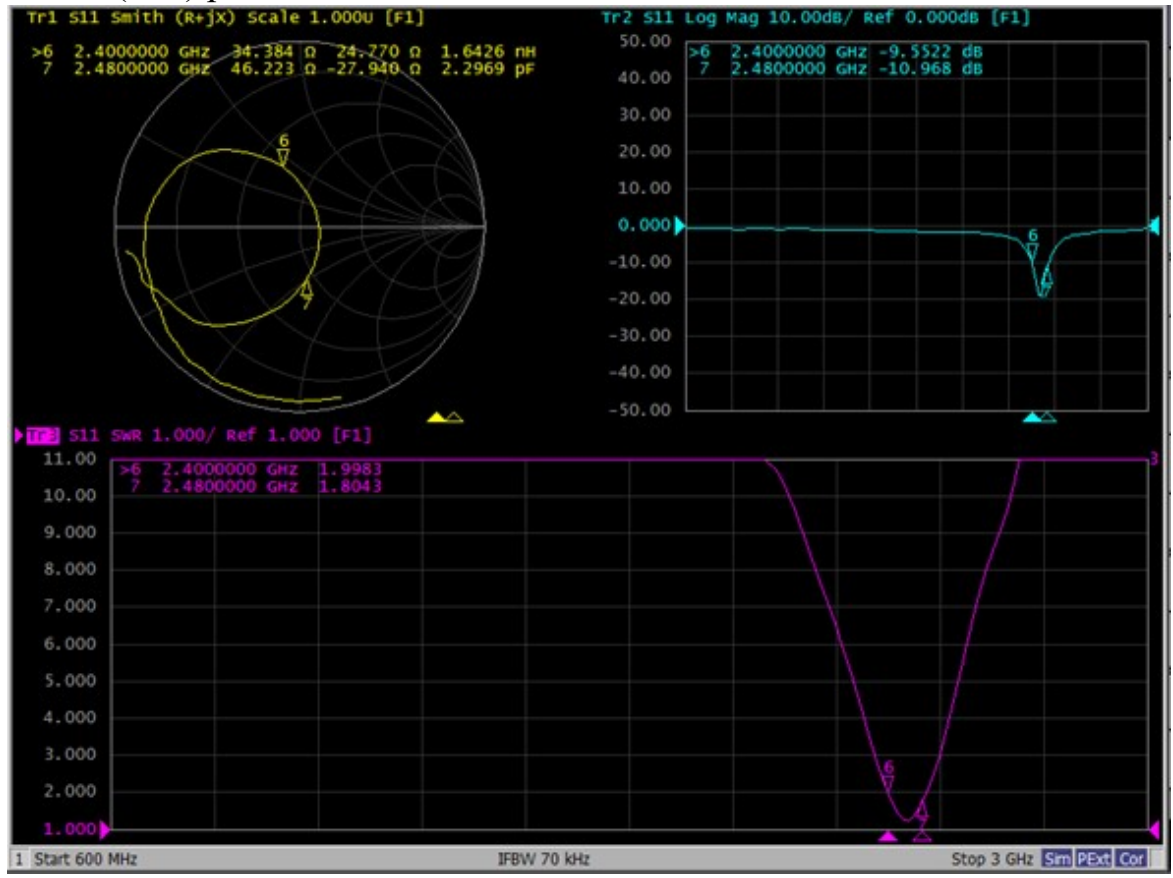 Tr1 S11 Smith (R+jX) Scale 1.000U [F1]
>6 2.4000000 GHz 34.384 Ω 24.770 Ω 1.6426 nH
7 2.4800000 GHz 46.223 Ω -27.940 Ω 2.2969 pF
6
7
Tr2 S11 Log Mag 10.00dB/ Ref 0.000dB [F1]
50.00
>6 2.4000000 GHz -9.5522 dB
7 2.4800000 GHz -10.968 dB
40.00
30.00
20.00
10.00
0.000
6
-10.00
-20.00
-30.00
-40.00
-50.00
Tr3 S11 SWR 1.000/ Ref 1.000 [F1]
11.00
>6 2.4000000 GHz 1.9983
7 2.4800000 GHz 1.8043
3
10.00
9.000
8.000
7.000
6.000
5.000
4.000
3.000
6
2.000
1.000
1 Start 600 MHz IFBW 70 kHz Stop 3 GHz Sim PExt Cor